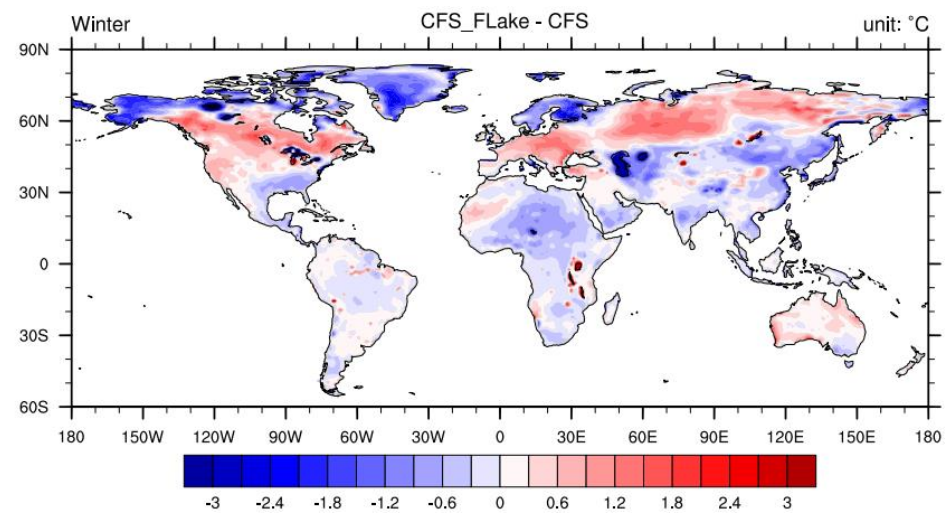 Winter CFS_FLake - CFS unit: °C
90N
60N
30N
0
30S
60S
180 150W 120W 90W 60W 30W 0 30E 60E 90E 120E 150E 180
-3 -2.4 -1.8 -1.2 -0.6 0 0.6 1.2 1.8 2.4 3